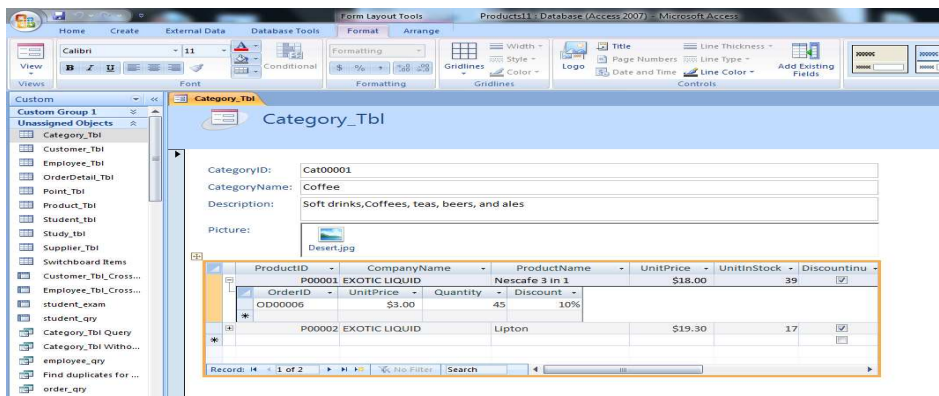 Form Layout Tools
Products11 : Database (Access 2007) - Microsoft Access
Home Create External Data Database Tools Format Arrange
View
Views
Calibri 11
B I U
Conditional
Font
Formatting
$ % ,
Formatting
Gridlines
Width
Style
Color
Gridlines
Logo
Title
Page Numbers
Date and Time
Line Thickness
Line Type
Line Color
Add Existing Fields
Controls
Custom
Custom Group 1
Unassigned Objects
Category_Tbl
Customer_Tbl
Employee_Tbl
OrderDetail_Tbl
Point_Tbl
Product_Tbl
Student_tbl
Study_tbl
Supplier_Tbl
Switchboard Items
Customer_Tbl_Cross...
Employee_Tbl_Cross...
student_exam
student_qry
Category_Tbl Query
Category_Tbl Witho...
employee_qry
Find duplicates for ...
order_qry
Category_Tbl
Category_Tbl
CategoryID: Cat00001
CategoryName: Coffee
Description: Soft drinks,Coffees, teas, beers, and ales
Picture:
Desert.jpg
ProductID CompanyName ProductName UnitPrice UnitInStock Discontinu
P00001 EXOTIC LIQUID Nescafe 3 in 1 $18.00 39
OrderID UnitPrice Quantity Discount
OD00006 $3.00 45 10%
P00002 EXOTIC LIQUID Lipton $19.30 17
Record: 1 of 2 No Filter Search